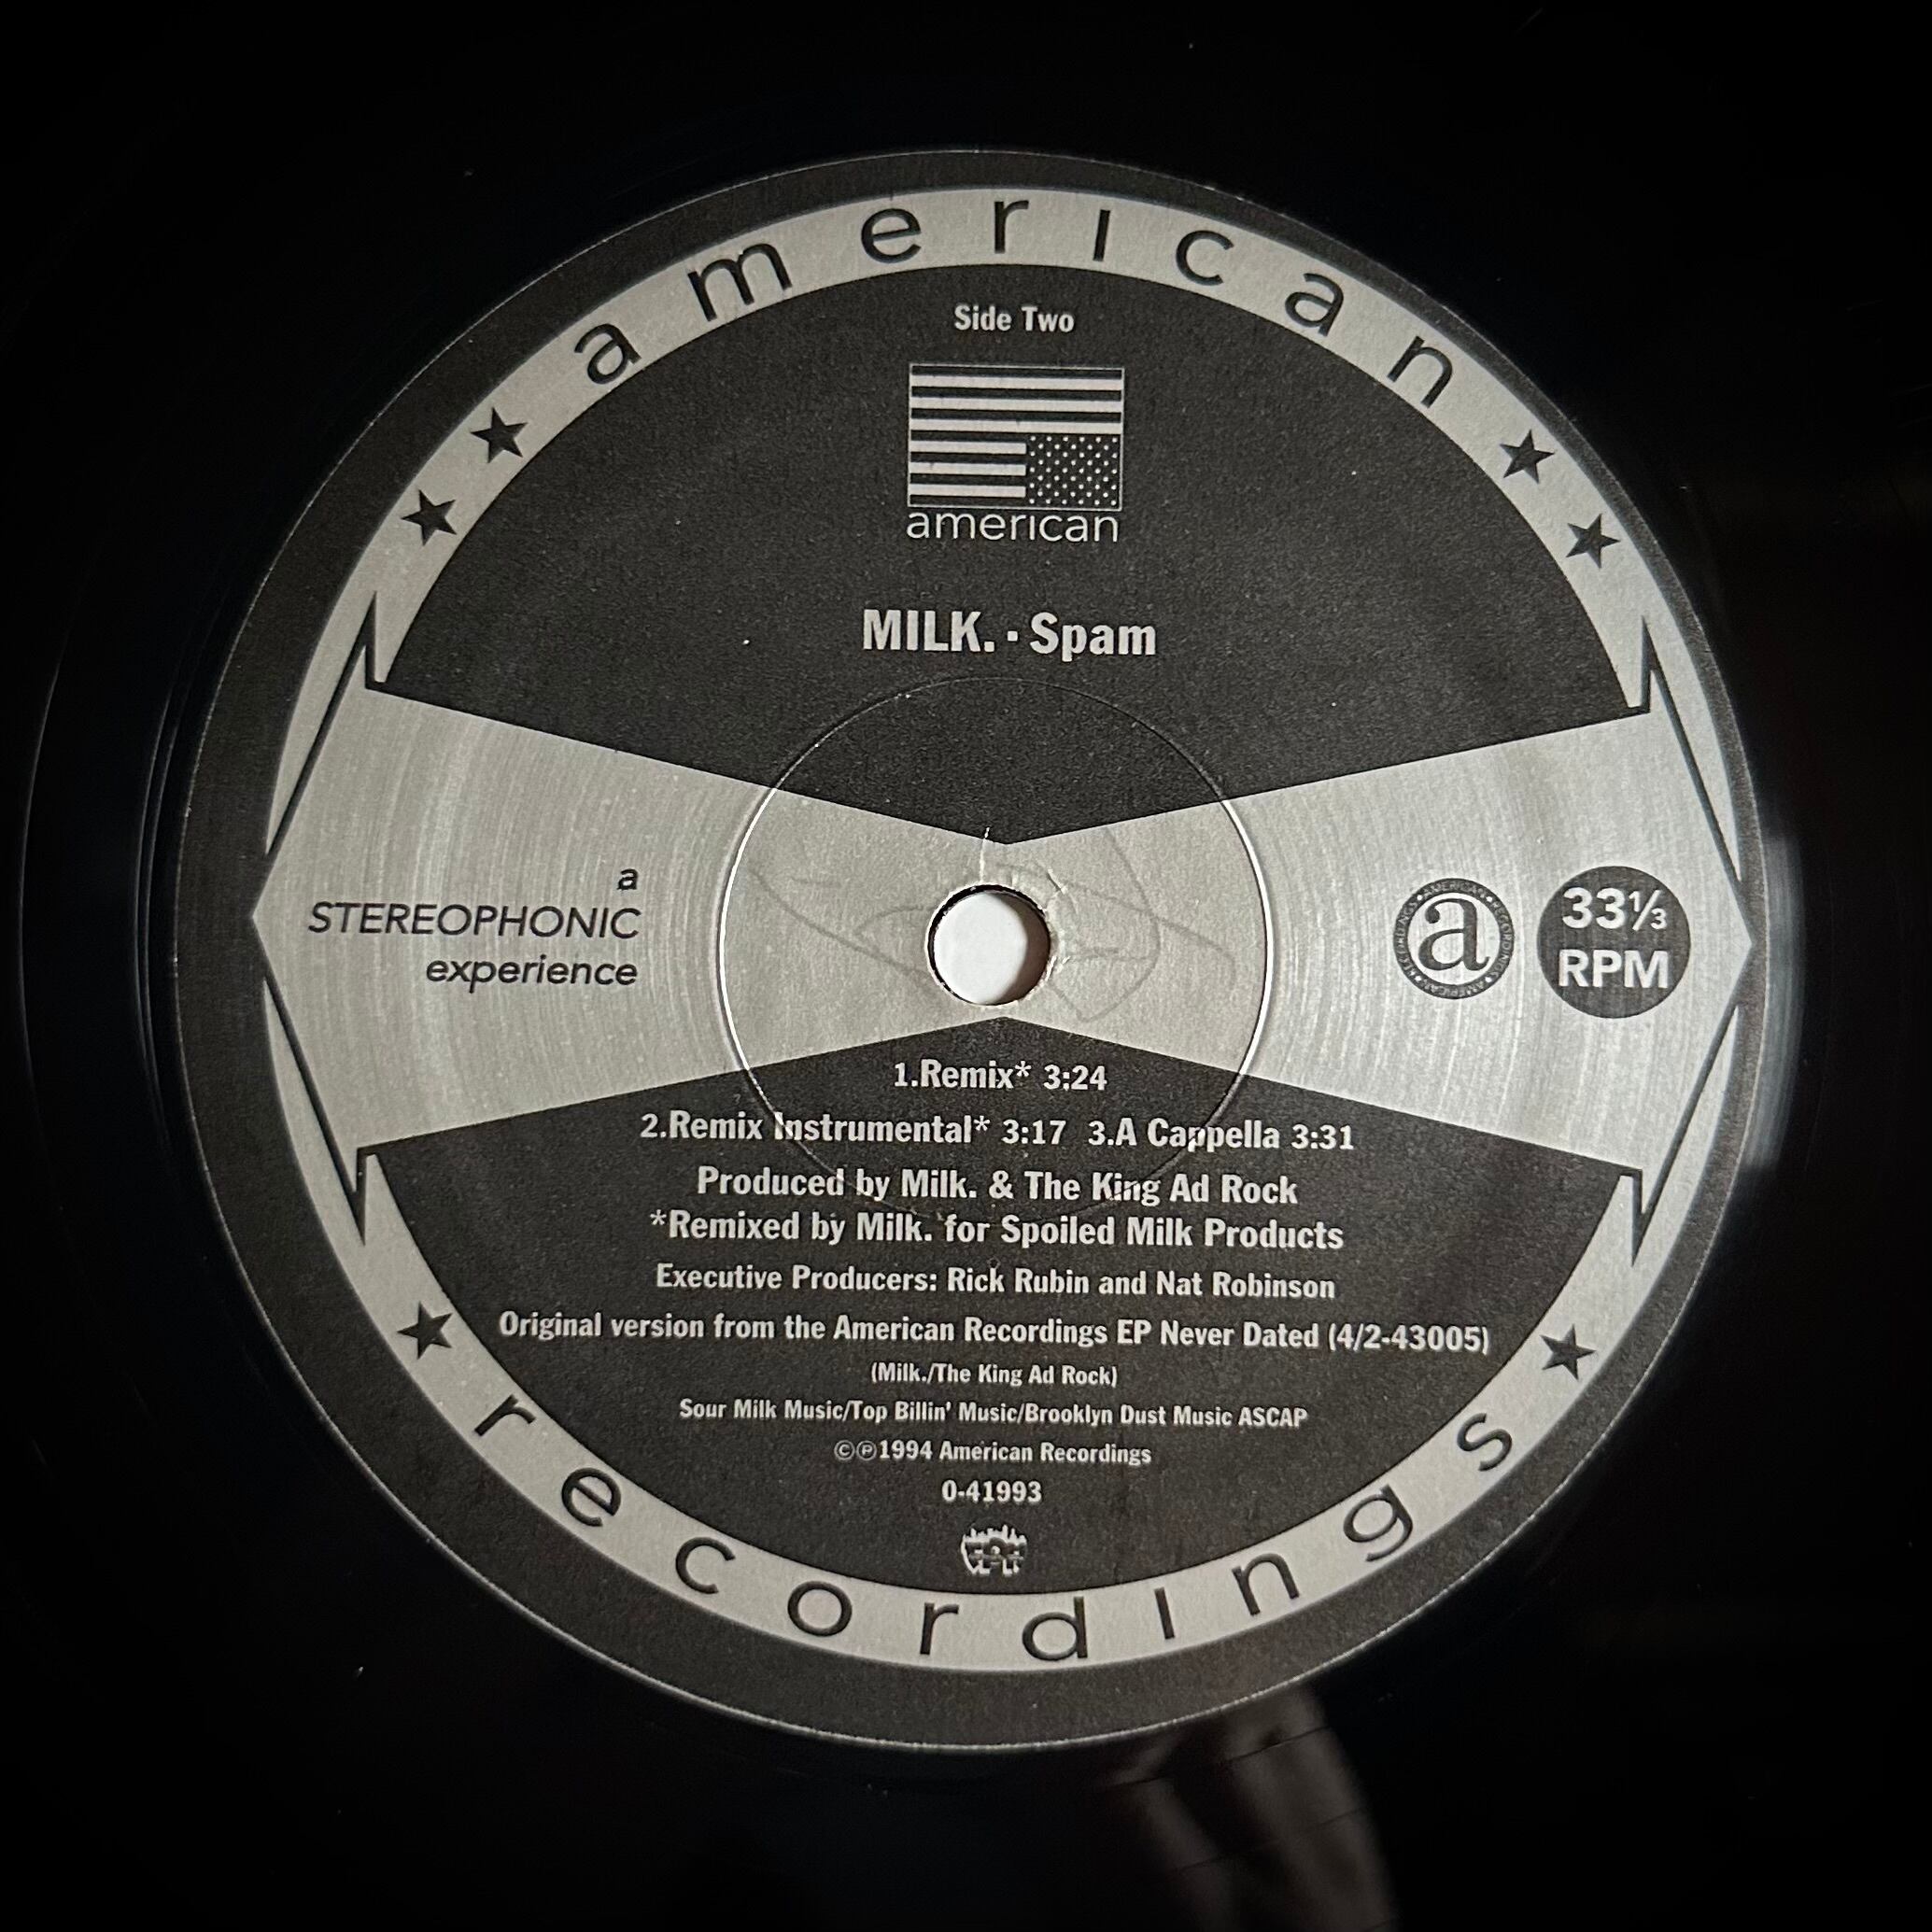 american
Side Two
american
MILK. · Spam
a
STEREOPHONIC
experience
a
33⅓
RPM
1.Remix* 3:24
2.Remix Instrumental* 3:17 3.A Cappella 3:31
Produced by Milk. & The King Ad Rock
*Remixed by Milk. for Spoiled Milk Products
Executive Producers: Rick Rubin and Nat Robinson
Original version from the American Recordings EP Never Dated (4/2-43005)
(Milk./The King Ad Rock)
Sour Milk Music/Top Billin' Music/Brooklyn Dust Music ASCAP
©℗1994 American Recordings
0-41993
recordings